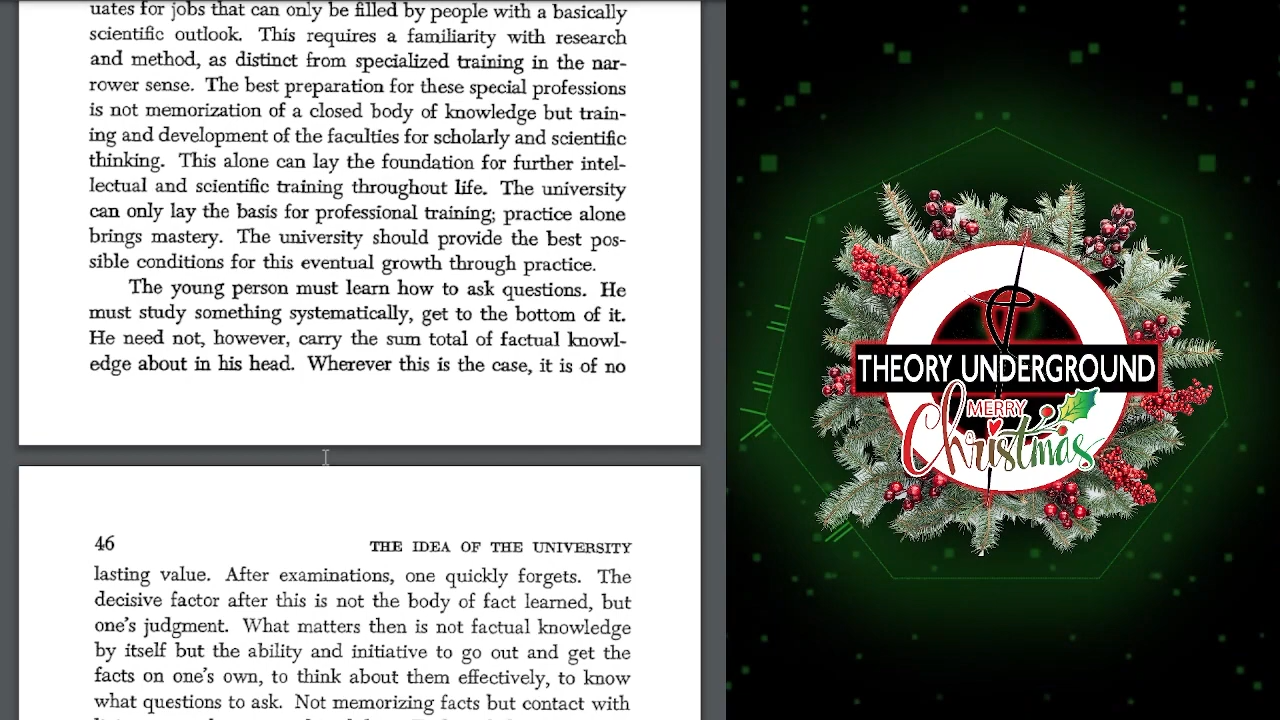 uates for jobs that can only be filled by people with a basically
scientific outlook. This requires a familiarity with research
and method, as distinct from specialized training in the nar-
rower sense. The best preparation for these special professions
is not memorization of a closed body of knowledge but train-
ing and development of the faculties for scholarly and scientific
thinking. This alone can lay the foundation for further intel-
lectual and scientific training throughout life. The university
can only lay the basis for professional training; practice alone
brings mastery. The university should provide the best pos-
sible conditions for this eventual growth through practice.
The young person must learn how to ask questions. He
must study something systematically, get to the bottom of it.
He need not, however, carry the sum total of factual knowl-
edge about in his head. Wherever this is the case, it is of no
46 THE IDEA OF THE UNIVERSITY
lasting value. After examinations, one quickly forgets. The
decisive factor after this is not the body of fact learned, but
one's judgment. What matters then is not factual knowledge
by itself but the ability and initiative to go out and get the
facts on one's own, to think about them effectively, to know
what questions to ask. Not memorizing facts but contact with
THEORY UNDERGROUND
MERRY
Christmas